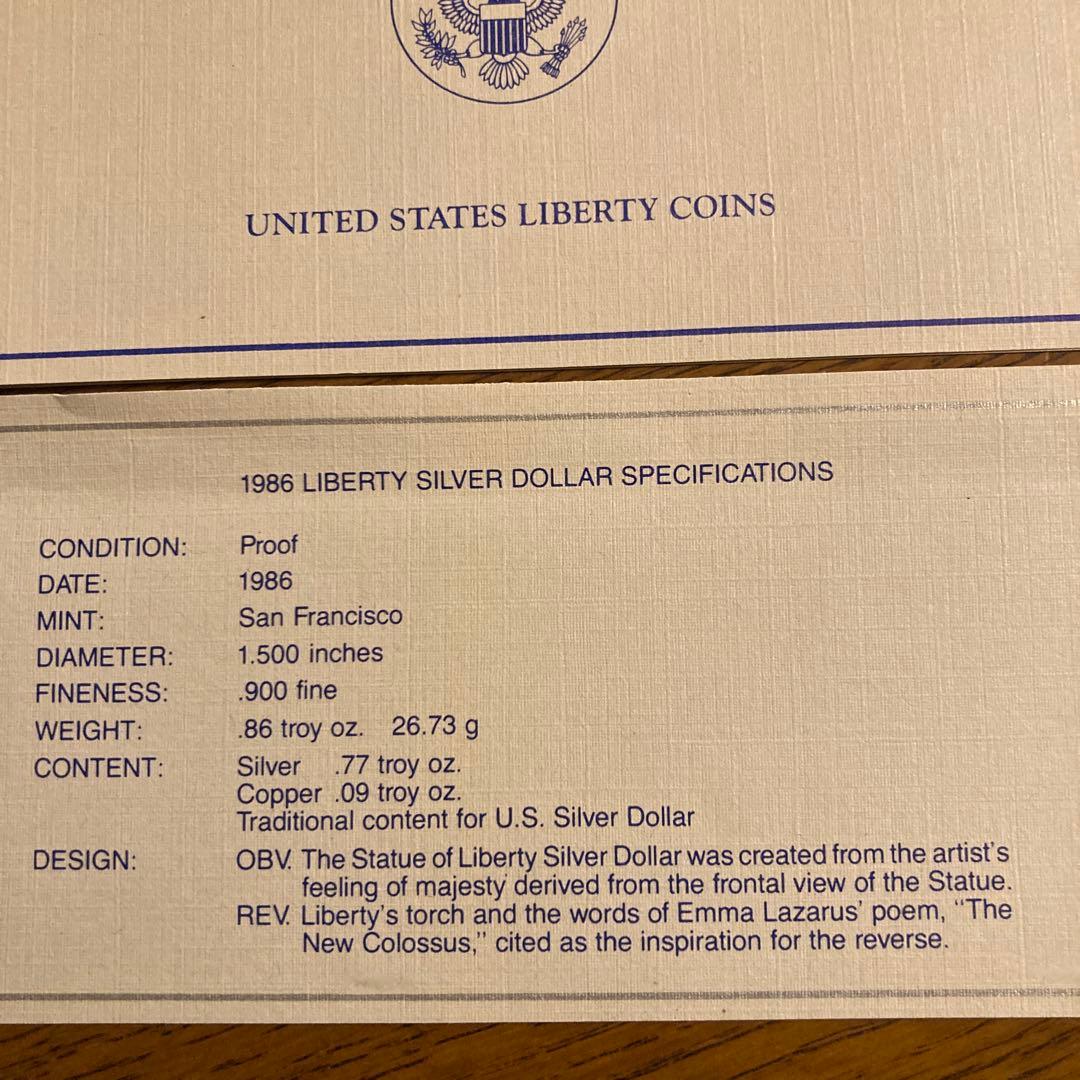 UNITED STATES LIBERTY COINS
1986 LIBERTY SILVER DOLLAR SPECIFICATIONS
CONDITION: Proof
DATE: 1986
MINT: San Francisco
DIAMETER: 1.500 inches
FINENESS: .900 fine
WEIGHT: .86 troy oz. 26.73 g
CONTENT: Silver .77 troy oz.
Copper .09 troy oz.
Traditional content for U.S. Silver Dollar
DESIGN: OBV. The Statue of Liberty Silver Dollar was created from the artist's
feeling of majesty derived from the frontal view of the Statue.
REV. Liberty's torch and the words of Emma Lazarus' poem, "The
New Colossus," cited as the inspiration for the reverse.